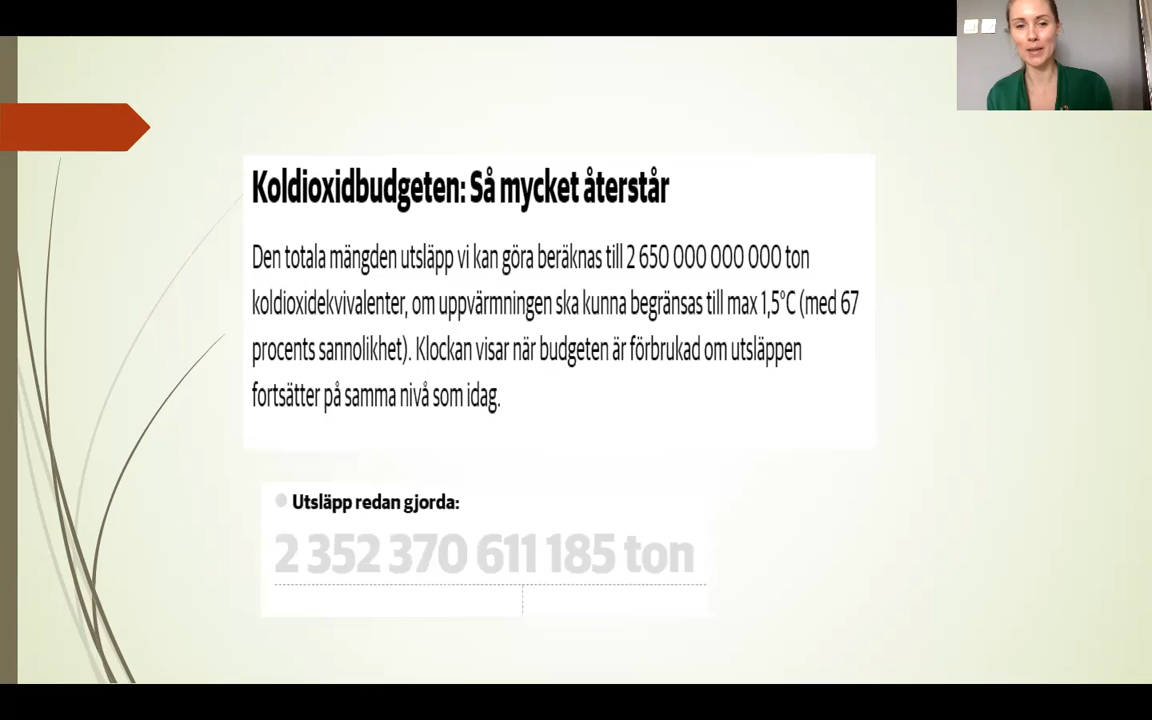 Koldioxidbudgeten: Så mycket återstår
Den totala mängden utsläpp vi kan göra beräknas till 2 650 000 000 000 ton
koldioxidekvivalenter, om uppvärmningen ska kunna begränsas till max 1,5°C (med 67
procents sannolikhet). Klockan visar när budgeten är förbrukad om utsläppen
fortsätter på samma nivå som idag.
Utsläpp redan gjorda:
2 352 370 611 185 ton